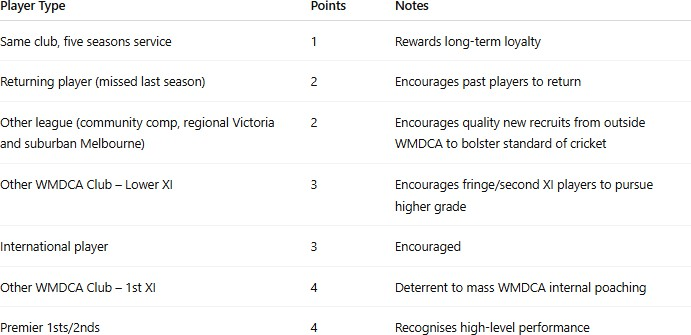 Player Type Points Notes
Same club, five seasons service 1 Rewards long-term loyalty
Returning player (missed last season) 2 Encourages past players to return
Other league (community comp, regional Victoria 2 Encourages quality new recruits from outside
and suburban Melbourne) WMDCA to bolster standard of cricket
Other WMDCA Club – Lower XI 3 Encourages fringe/second XI players to pursue
higher grade
International player 3 Encouraged
Other WMDCA Club – 1st XI 4 Deterrent to mass WMDCA internal poaching
Premier 1sts/2nds 4 Recognises high-level performance